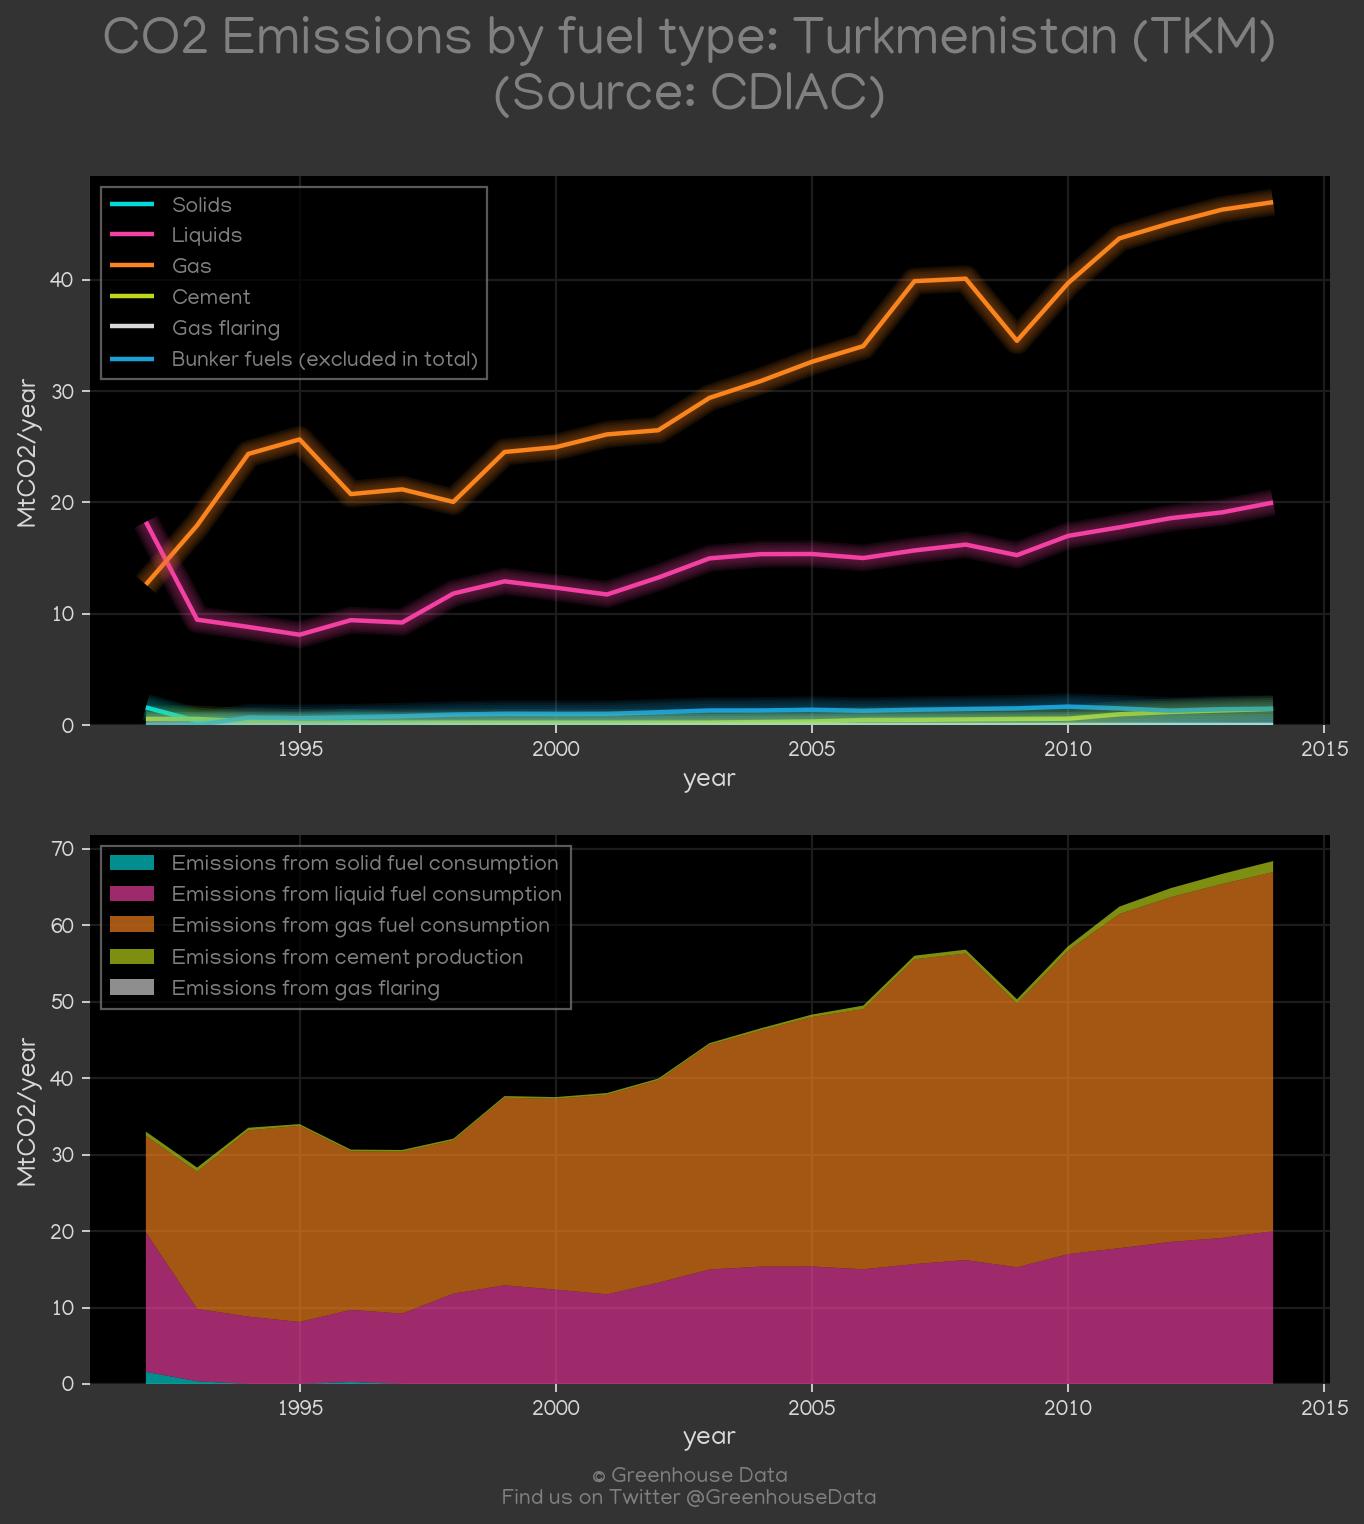 CO2 Emissions by fuel type: Turkmenistan (TKM)
(Source: CDIAC)
Solids
Liquids
Gas
Cement
Gas flaring
Bunker fuels (excluded in total)
MtCO2/year
40
30
20
10
0
1995
2000
2005
2010
2015
year
Emissions from solid fuel consumption
Emissions from liquid fuel consumption
Emissions from gas fuel consumption
Emissions from cement production
Emissions from gas flaring
MtCO2/year
70
60
50
40
30
20
10
0
1995
2000
2005
2010
2015
year
© Greenhouse Data
Find us on Twitter @GreenhouseData